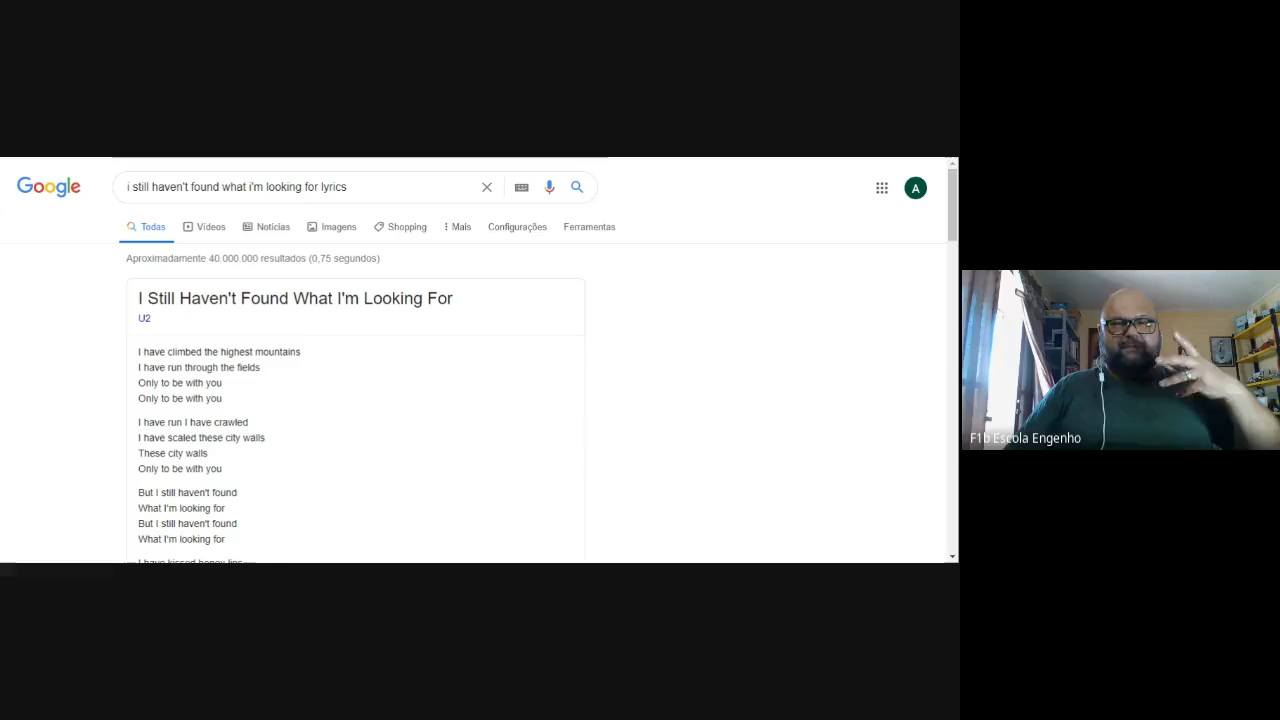 Google
i still haven't found what i'm looking for lyrics
A
Todas Vídeos Notícias Imagens Shopping Mais Configurações Ferramentas
Aproximadamente 40.000.000 resultados (0,75 segundos)
I Still Haven't Found What I'm Looking For
U2
I have climbed the highest mountains
I have run through the fields
Only to be with you
Only to be with you
I have run I have crawled
I have scaled these city walls
These city walls
Only to be with you
But I still haven't found
What I'm looking for
But I still haven't found
What I'm looking for
I have kissed honey lips
F1b Escola Engenho